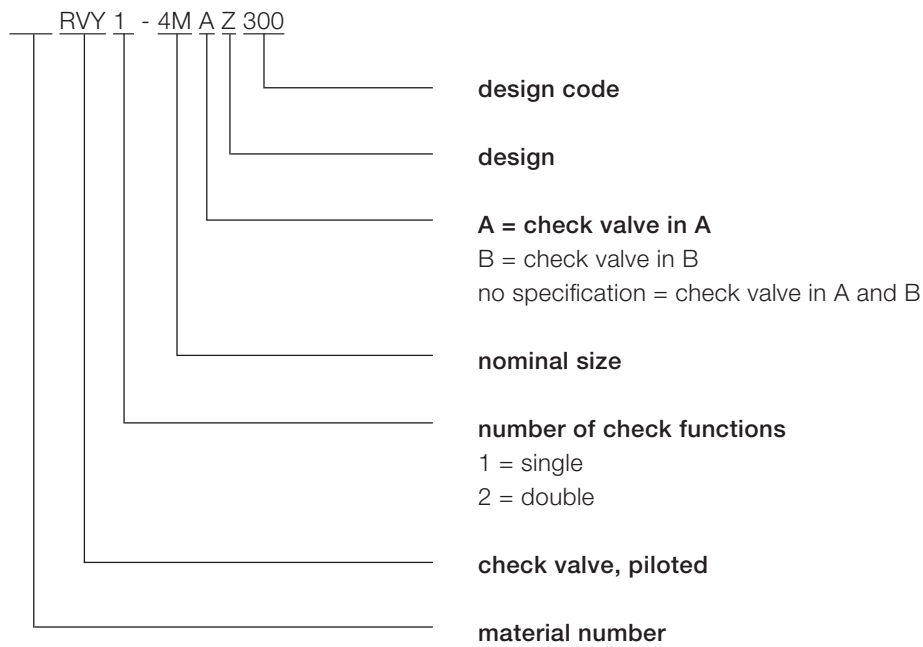 RVY 1 - 4M A Z 300
design code
design
A = check valve in A
B = check valve in B
no specification = check valve in A and B
nominal size
number of check functions
1 = single
2 = double
check valve, piloted
material number